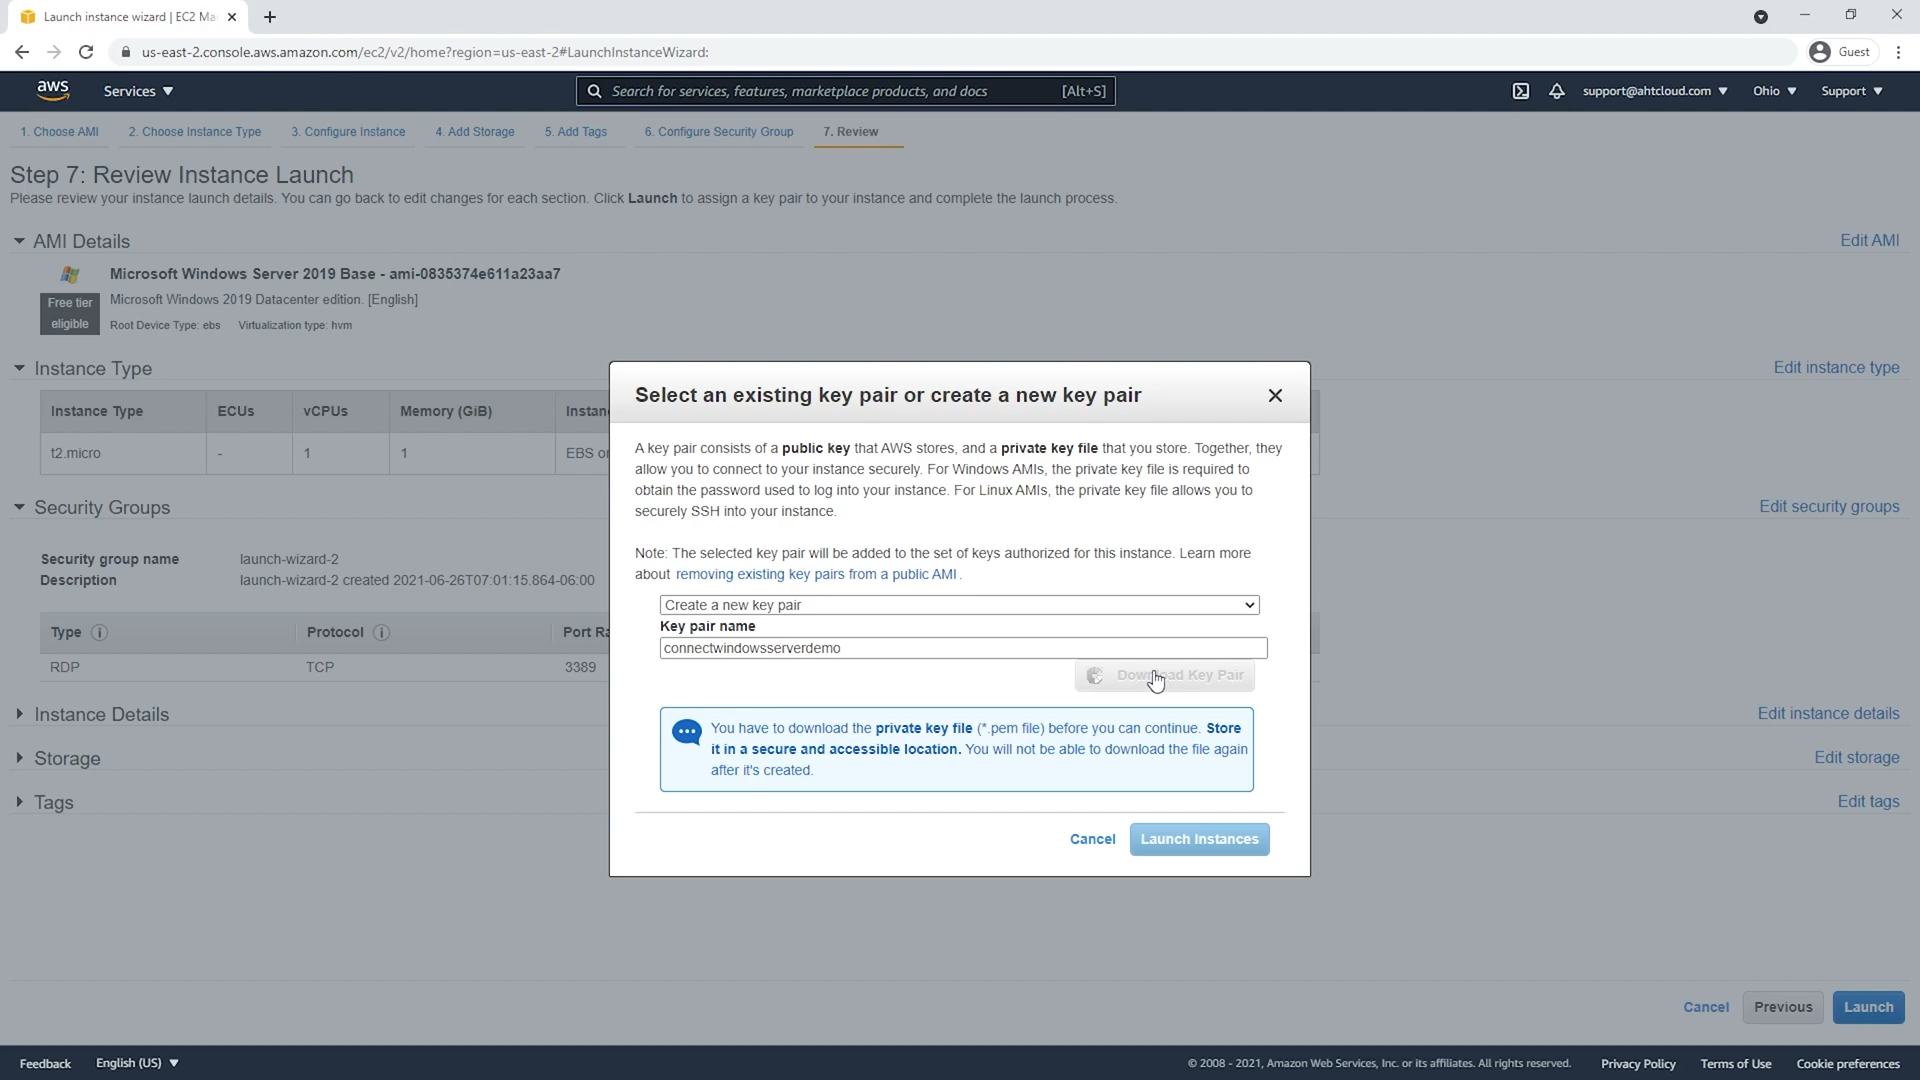 Launch instance wizard | EC2 Ma
us-east-2.console.aws.amazon.com/ec2/v2/home?region=us-east-2#LaunchInstanceWizard:
Guest
aws
Services
Search for services, features, marketplace products, and docs
[Alt+S]
support@ahtcloud.com
Ohio
Support
1. Choose AMI
2. Choose Instance Type
3. Configure Instance
4. Add Storage
5. Add Tags
6. Configure Security Group
7. Review
Step 7: Review Instance Launch
Please review your instance launch details. You can go back to edit changes for each section. Click Launch to assign a key pair to your instance and complete the launch process.
AMI Details
Edit AMI
Microsoft Windows Server 2019 Base - ami-0835374e611a23aa7
Free tier
eligible
Microsoft Windows 2019 Datacenter edition. [English]
Root Device Type: ebs Virtualization type: hvm
Instance Type
Edit instance type
Instance Type ECUs vCPUs Memory (GiB) Instan
t2.micro - 1 1 EBS on
Security Groups
Edit security groups
Security group name launch-wizard-2
Description launch-wizard-2 created 2021-06-26T07:01:15.864-06:00
Type Protocol Port Ra
RDP TCP 3389
Instance Details
Edit instance details
Storage
Edit storage
Tags
Edit tags
Select an existing key pair or create a new key pair
A key pair consists of a public key that AWS stores, and a private key file that you store. Together, they
allow you to connect to your instance securely. For Windows AMIs, the private key file is required to
obtain the password used to log into your instance. For Linux AMIs, the private key file allows you to
securely SSH into your instance.
Note: The selected key pair will be added to the set of keys authorized for this instance. Learn more
about removing existing key pairs from a public AMI.
Create a new key pair
Key pair name
connectwindowsserverdemo
Download Key Pair
You have to download the private key file (*.pem file) before you can continue. Store
it in a secure and accessible location. You will not be able to download the file again
after it's created.
Cancel
Launch Instances
Cancel
Previous
Launch
Feedback
English (US)
© 2008 - 2021, Amazon Web Services, Inc. or its affiliates. All rights reserved.
Privacy Policy
Terms of Use
Cookie preferences